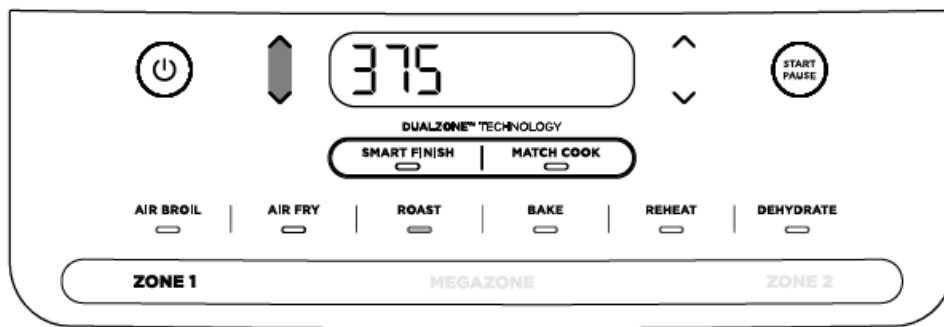 375
START
PAUSE
DUALZONE™ TECHNOLOGY
SMART FINISH MATCH COOK
AIR BROIL AIR FRY ROAST BAKE REHEAT DEHYDRATE
ZONE 1 MEGAZONE ZONE 2